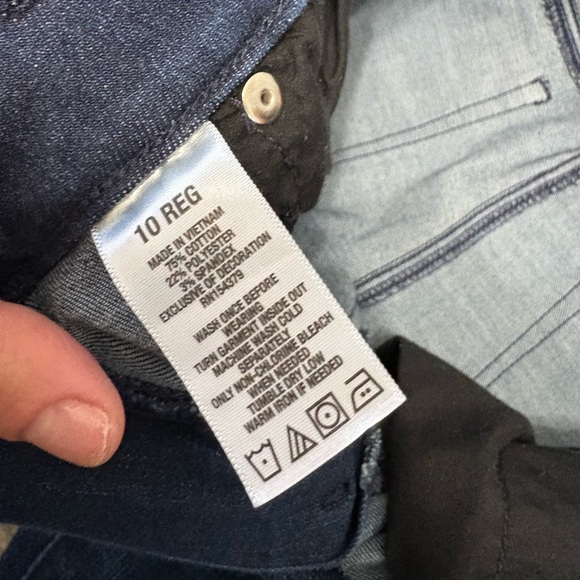 10 REG
MADE IN VIETNAM
75% COTTON
22% POLYESTER
3% SPANDEX
EXCLUSIVE OF DECORATION
RN154379
WASH ONCE BEFORE
WEARING
TURN GARMENT INSIDE OUT
MACHINE WASH COLD
SEPARATELY
ONLY NON-CHLORINE BLEACH
WHEN NEEDED
TUMBLE DRY LOW
WARM IRON IF NEEDED